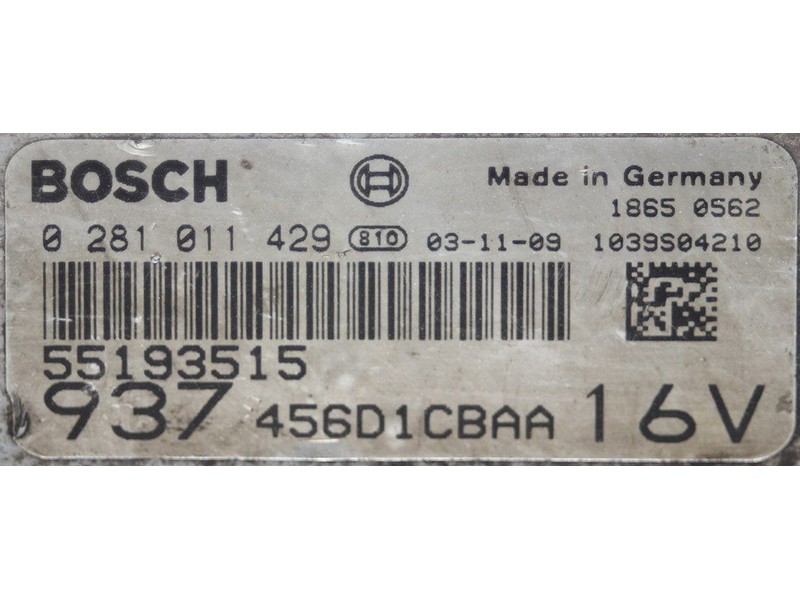 BOSCH Made in Germany
1865 0562
0 281 011 429 810 03-11-09 1039S04210
55193515
937 456D1CBAA 16V